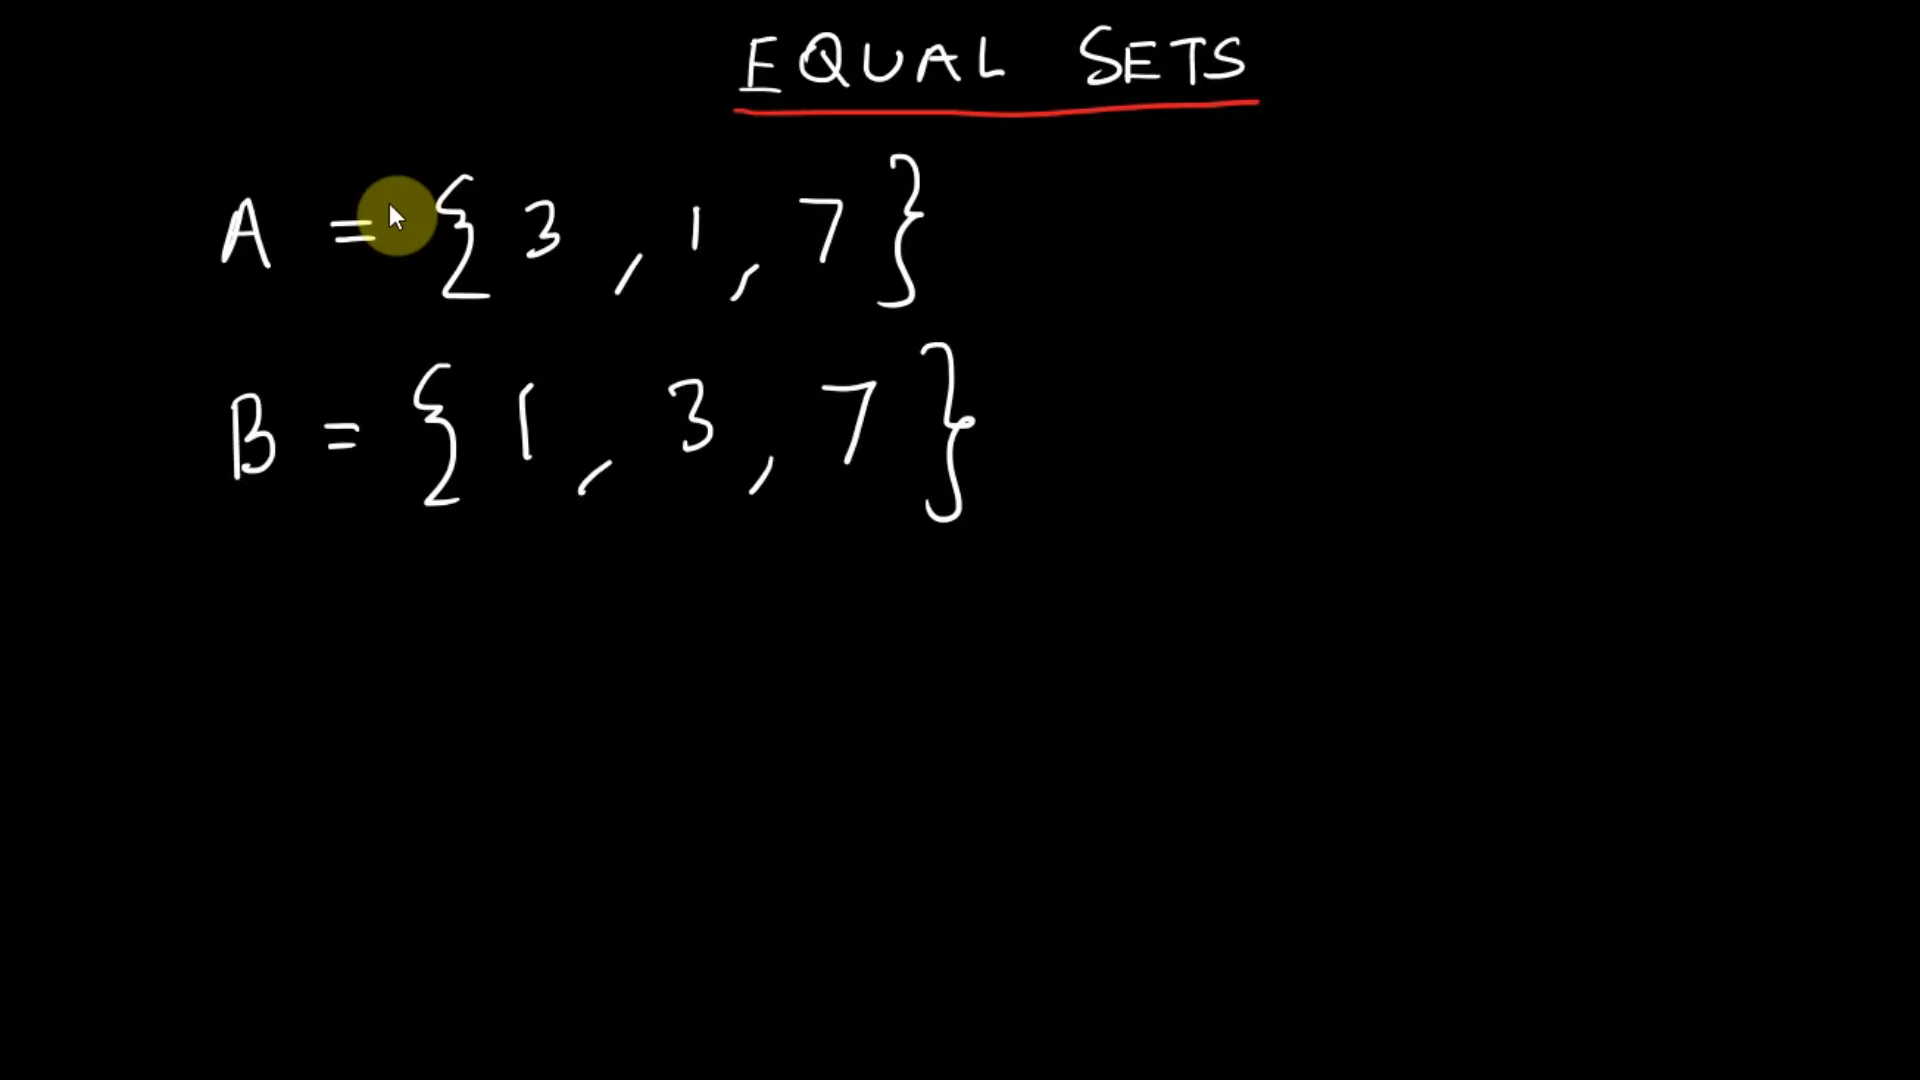 EQUAL SETS
A = { 3 , 1 , 7 }
B = { 1 , 3 , 7 }